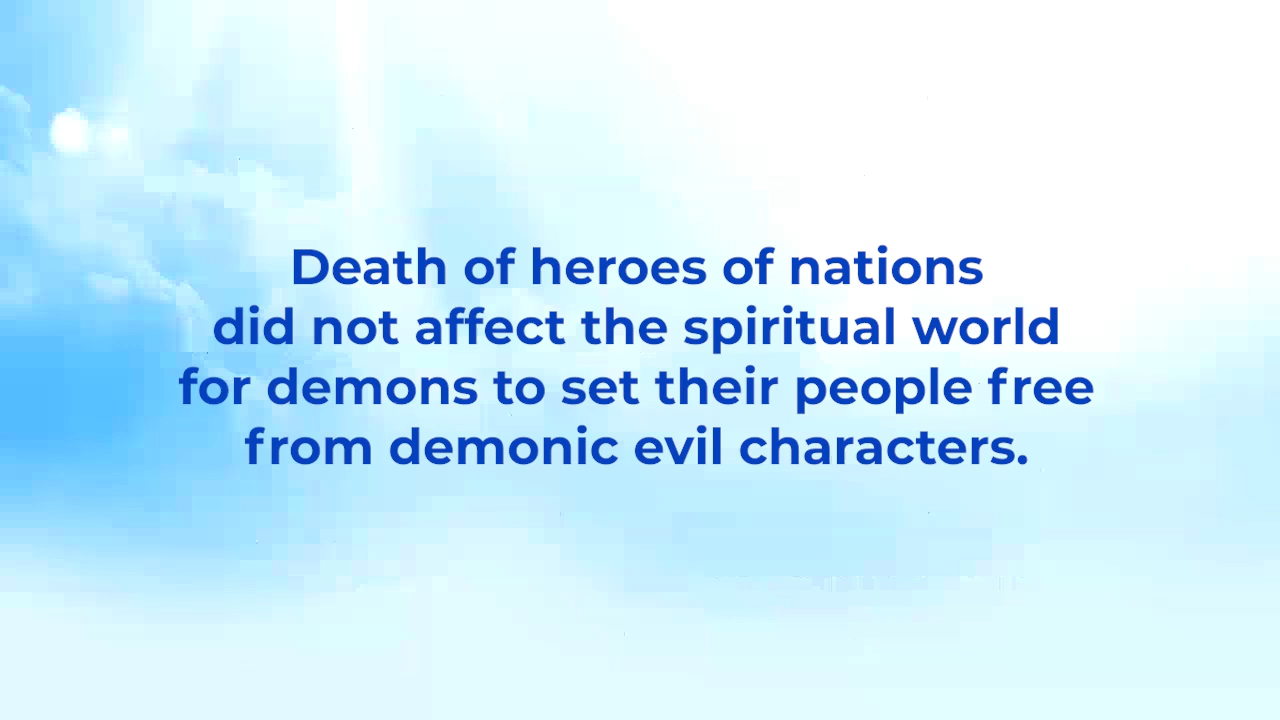 Death of heroes of nations
did not affect the spiritual world
for demons to set their people free
from demonic evil characters.